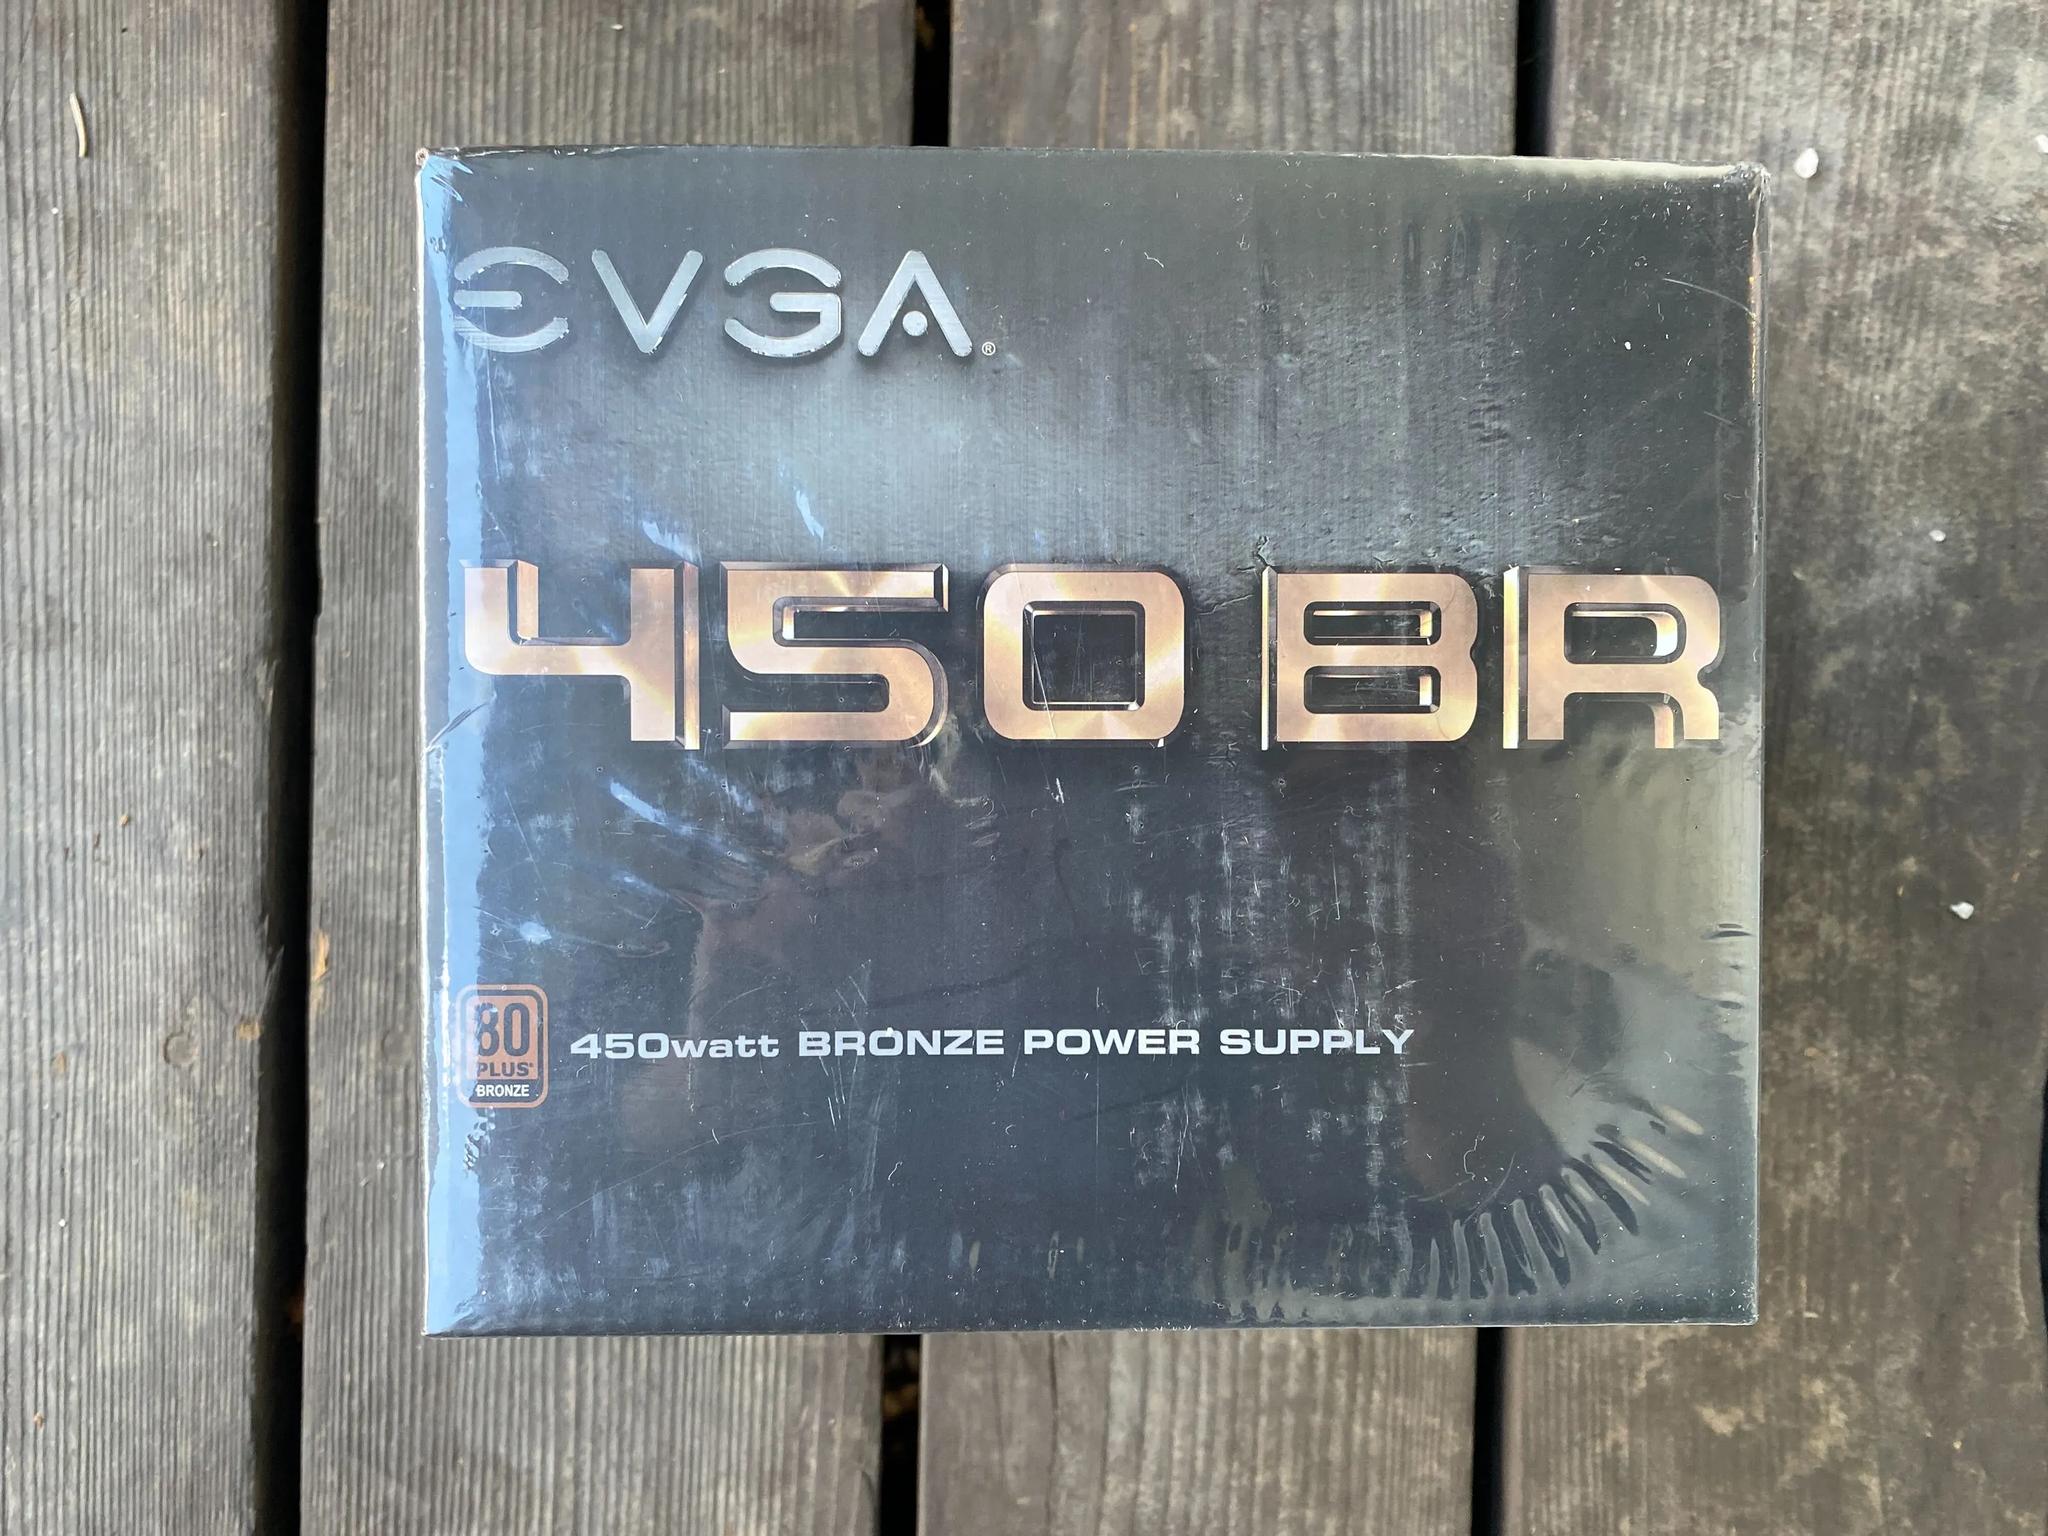 EVGA®
450 BR
80
PLUS®
BRONZE
450watt BRONZE POWER SUPPLY